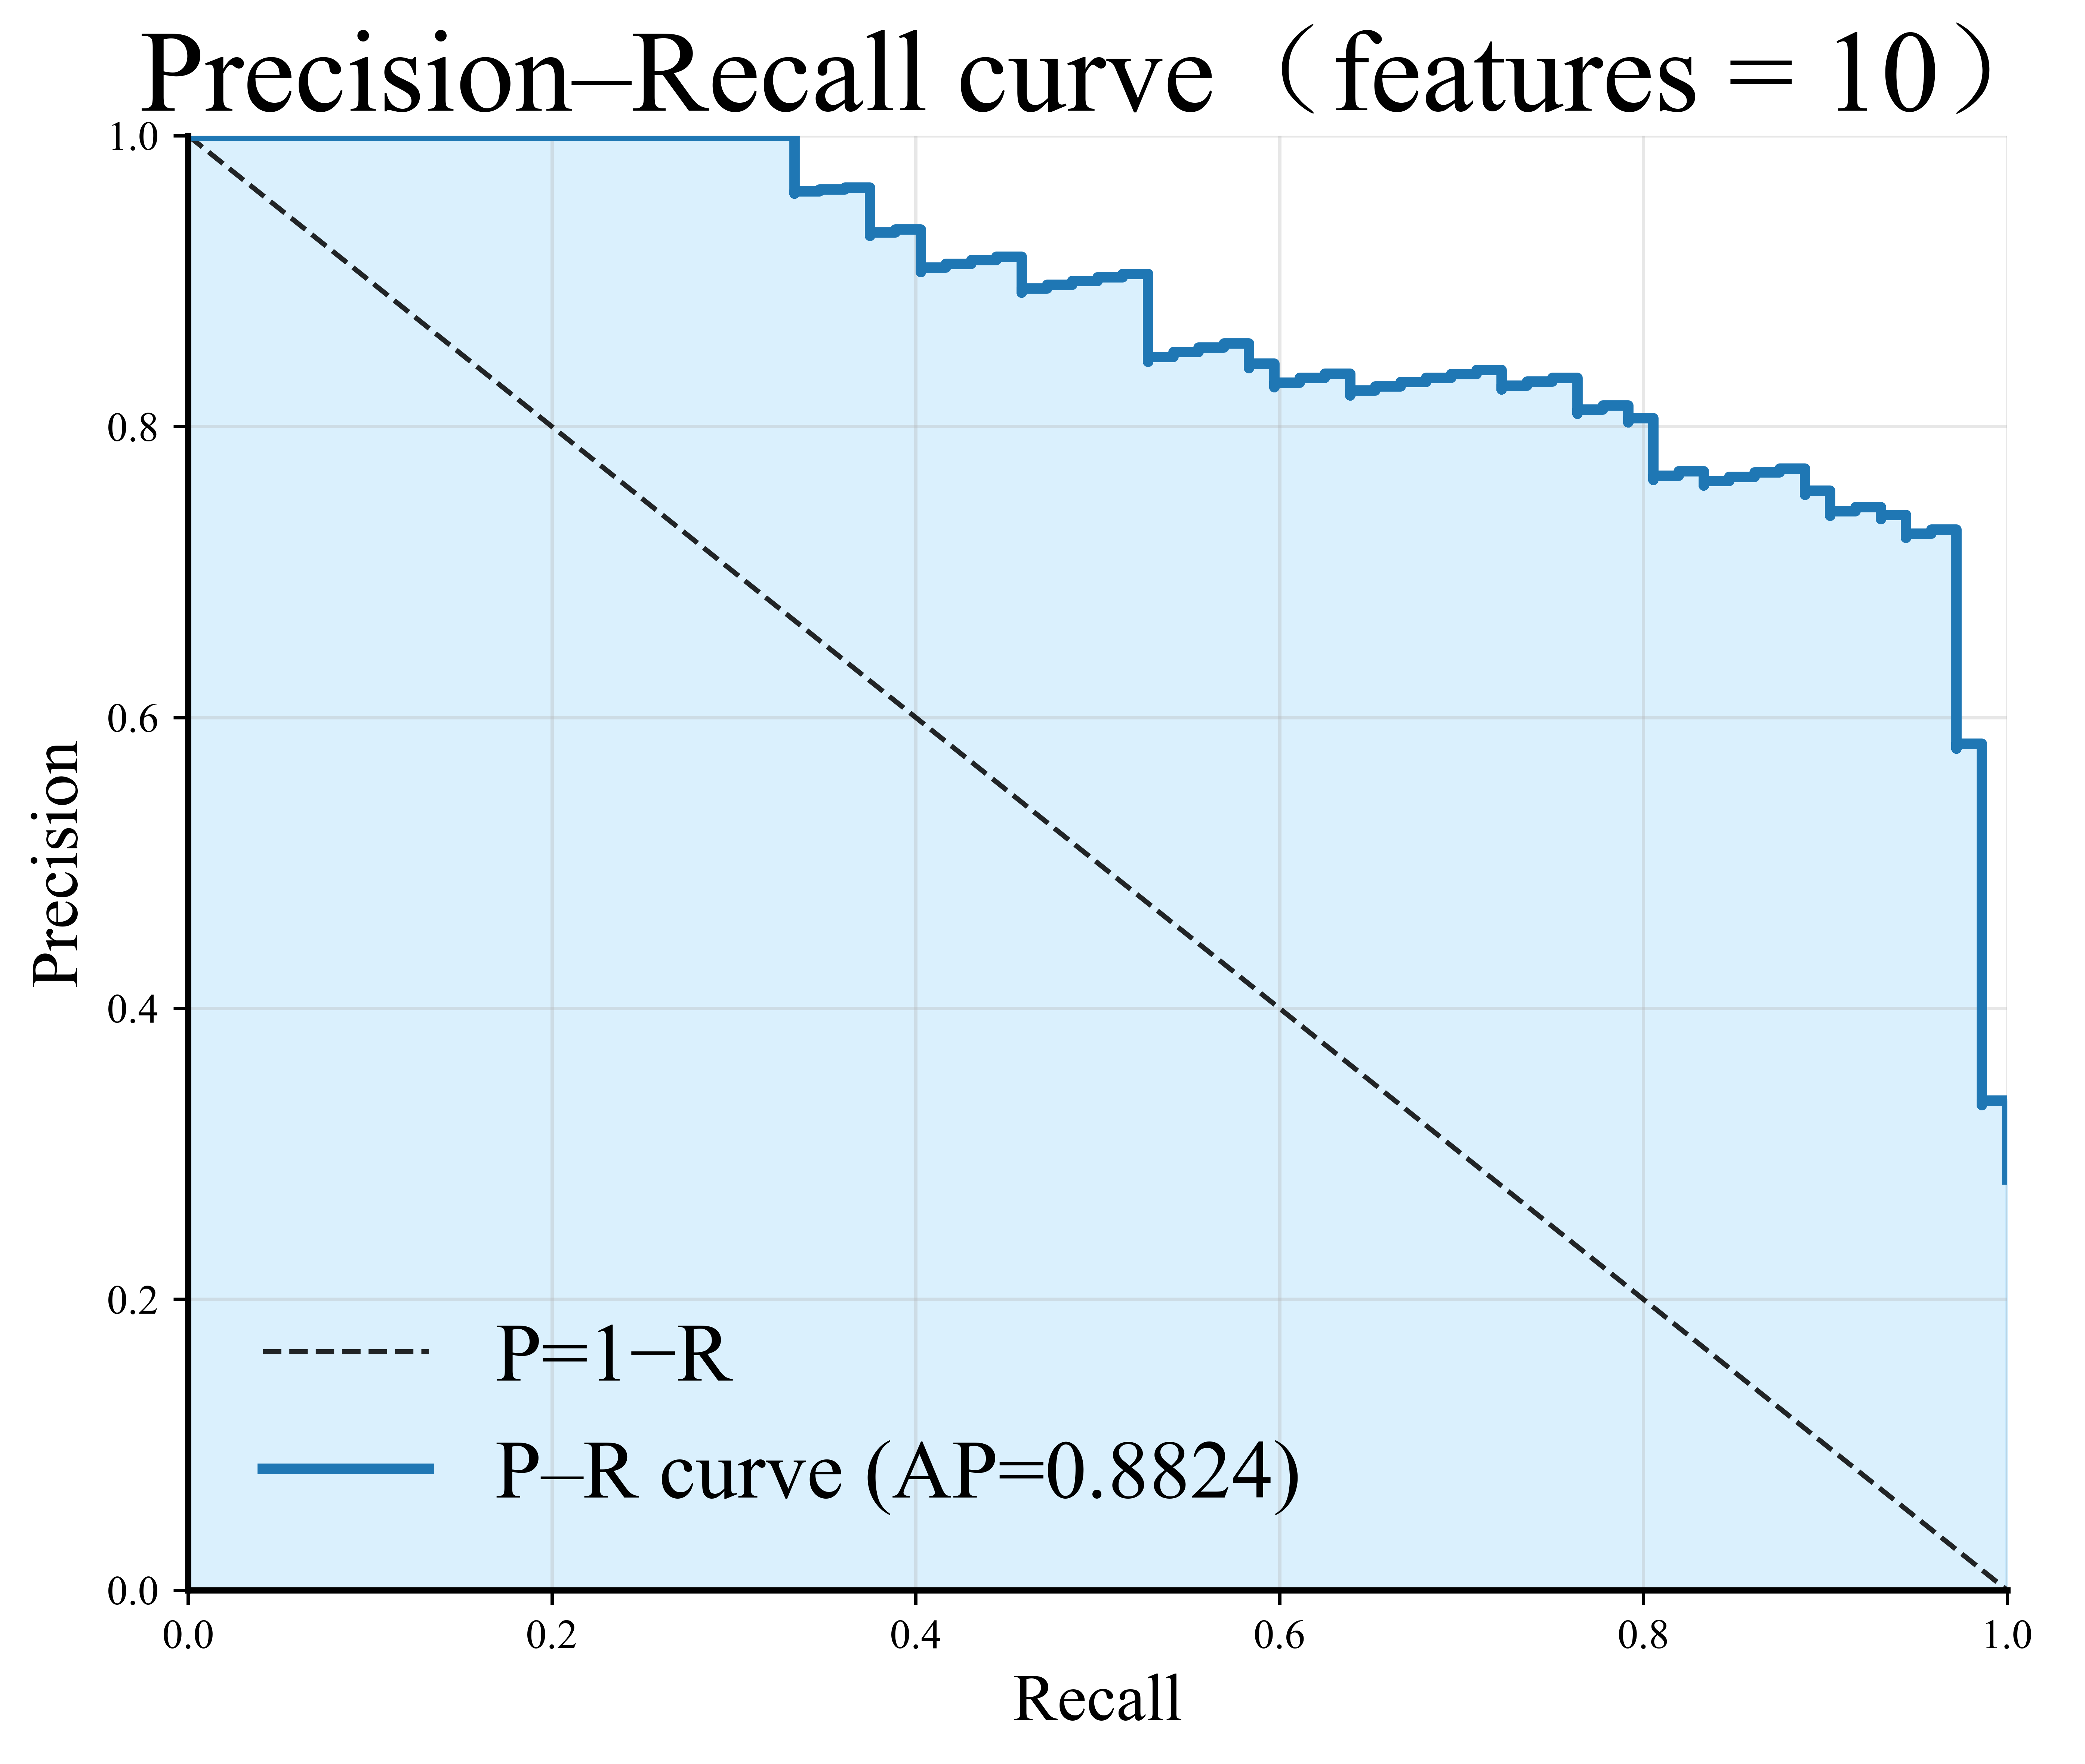 Precision–Recall curve（features = 10）
1.0
0.8
0.6
0.4
0.2
0.0
Precision
P=1−R
P–R curve (AP=0.8824)
0.0 0.2 0.4 0.6 0.8 1.0
Recall